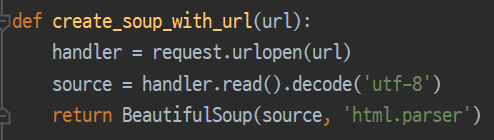 def create_soup_with_url(url):
    handler = request.urlopen(url)
    source = handler.read().decode('utf-8')
    return BeautifulSoup(source, 'html.parser')